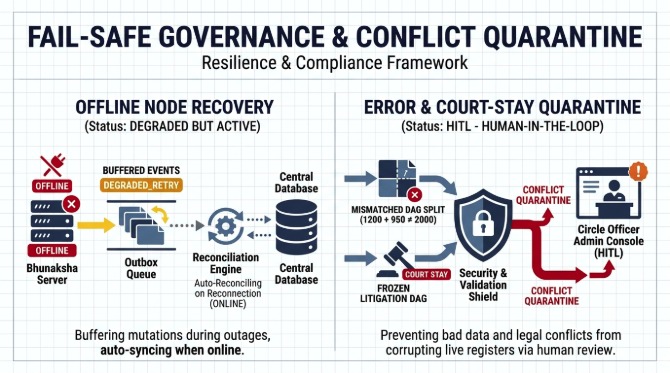 FAIL-SAFE GOVERNANCE & CONFLICT QUARANTINE
Resilience & Compliance Framework
OFFLINE NODE RECOVERY
(Status: DEGRADED BUT ACTIVE)
OFFLINE
OFFLINE
Bhunaksha
Server
BUFFERED EVENTS
DEGRADED_RETRY
Outbox
Queue
Reconciliation
Engine
Auto-Reconciling
on Reconnection
(ONLINE)
Central
Database
Central
Database
Buffering mutations during outages,
auto-syncing when online.
ERROR & COURT-STAY QUARANTINE
(Status: HITL - HUMAN-IN-THE-LOOP)
MISMATCHED DAG SPLIT
(1200 + 950 ≠ 2000)
COURT STAY
FROZEN
LITIGATION DAG
Security &
Validation
Shield
CONFLICT
QUARANTINE
CONFLICT
QUARANTINE
Circle Officer
Admin Console
(HITL)
Preventing bad data and legal conflicts from
corrupting live registers via human review.